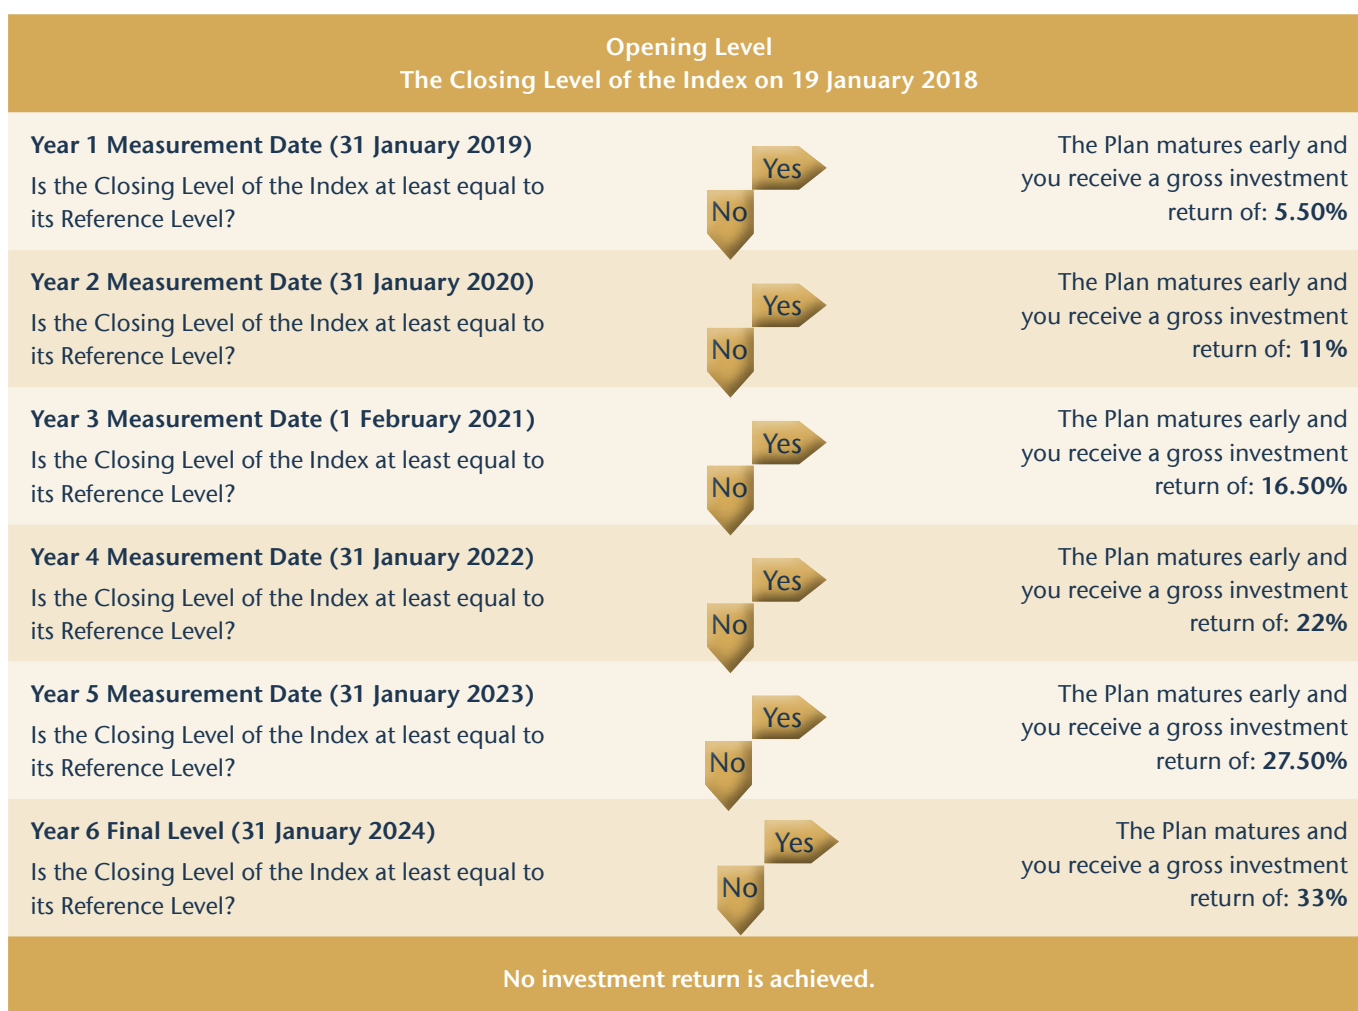 Opening Level
The Closing Level of the Index on 19 January 2018
Year 1 Measurement Date (31 January 2019)
Is the Closing Level of the Index at least equal to
its Reference Level?
Yes
No
The Plan matures early and
you receive a gross investment
return of: 5.50%
Year 2 Measurement Date (31 January 2020)
Is the Closing Level of the Index at least equal to
its Reference Level?
Yes
No
The Plan matures early and
you receive a gross investment
return of: 11%
Year 3 Measurement Date (1 February 2021)
Is the Closing Level of the Index at least equal to
its Reference Level?
Yes
No
The Plan matures early and
you receive a gross investment
return of: 16.50%
Year 4 Measurement Date (31 January 2022)
Is the Closing Level of the Index at least equal to
its Reference Level?
Yes
No
The Plan matures early and
you receive a gross investment
return of: 22%
Year 5 Measurement Date (31 January 2023)
Is the Closing Level of the Index at least equal to
its Reference Level?
Yes
No
The Plan matures early and
you receive a gross investment
return of: 27.50%
Year 6 Final Level (31 January 2024)
Is the Closing Level of the Index at least equal to
its Reference Level?
Yes
No
The Plan matures and
you receive a gross investment
return of: 33%
No investment return is achieved.